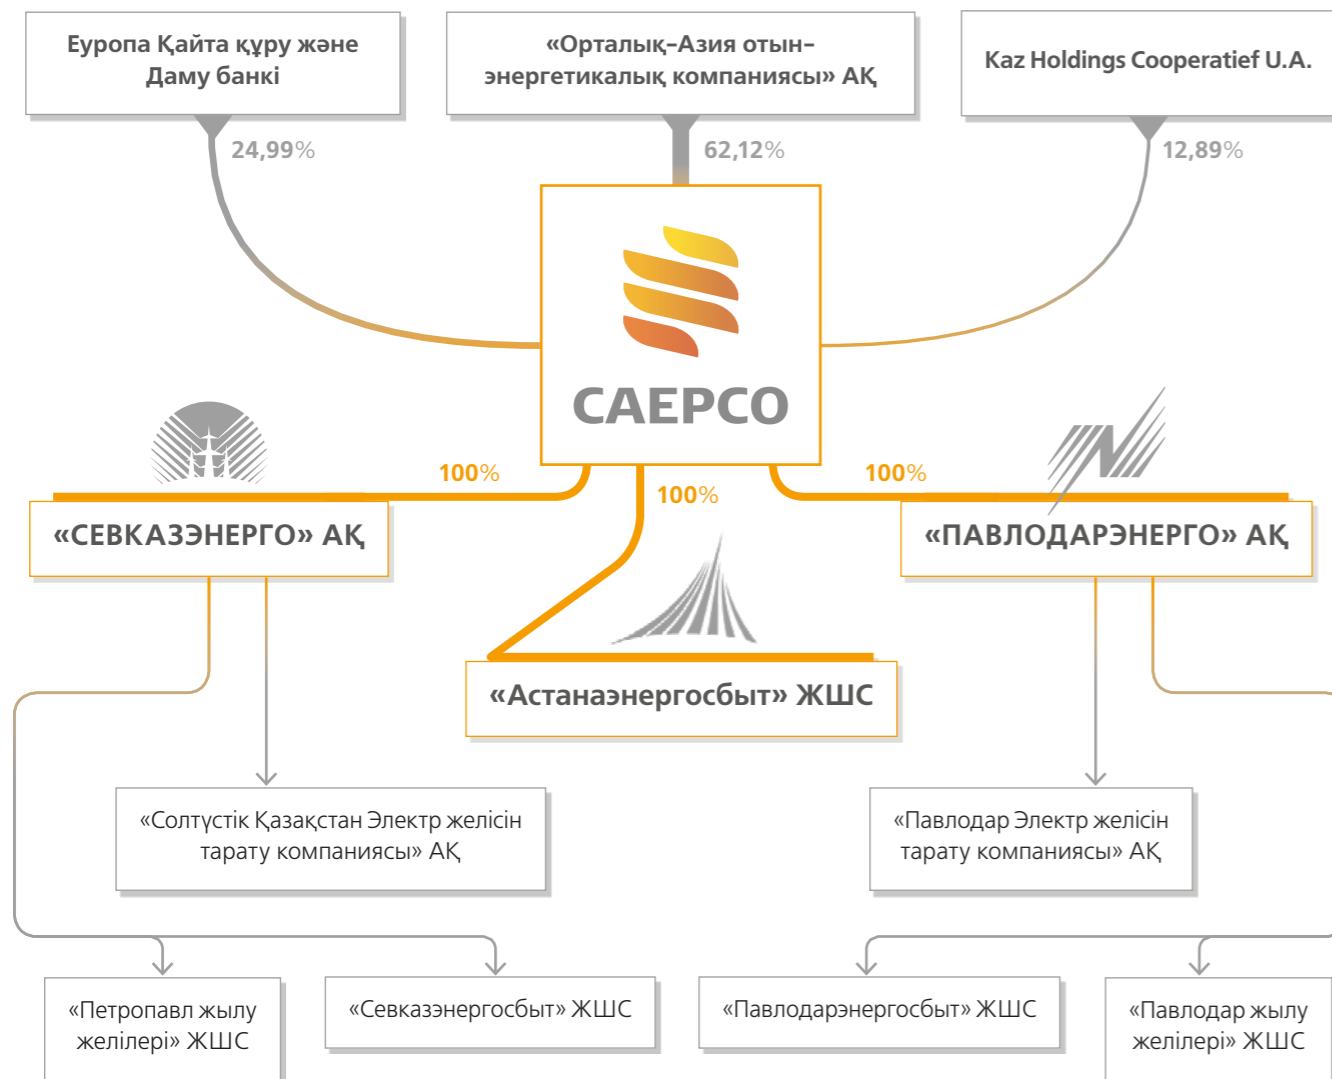 Еуропа Қайта құру және
Даму банкі
«Орталық-Азия отын-
энергетикалық компаниясы» АҚ
Kaz Holdings Cooperatief U.A.
24,99%
62,12%
12,89%
CAEPCO
100%
100%
100%
«СЕВКАЗЭНЕРГО» АҚ
«ПАВЛОДАРЭНЕРГО» АҚ
«Астанаэнергосбыт» ЖШС
«Солтүстік Қазақстан Электр желісін
тарату компаниясы» АҚ
«Павлодар Электр желісін
тарату компаниясы» АҚ
«Петропавл жылу
желілері» ЖШС
«Севказэнергосбыт» ЖШС
«Павлодарэнергосбыт» ЖШС
«Павлодар жылу
желілері» ЖШС